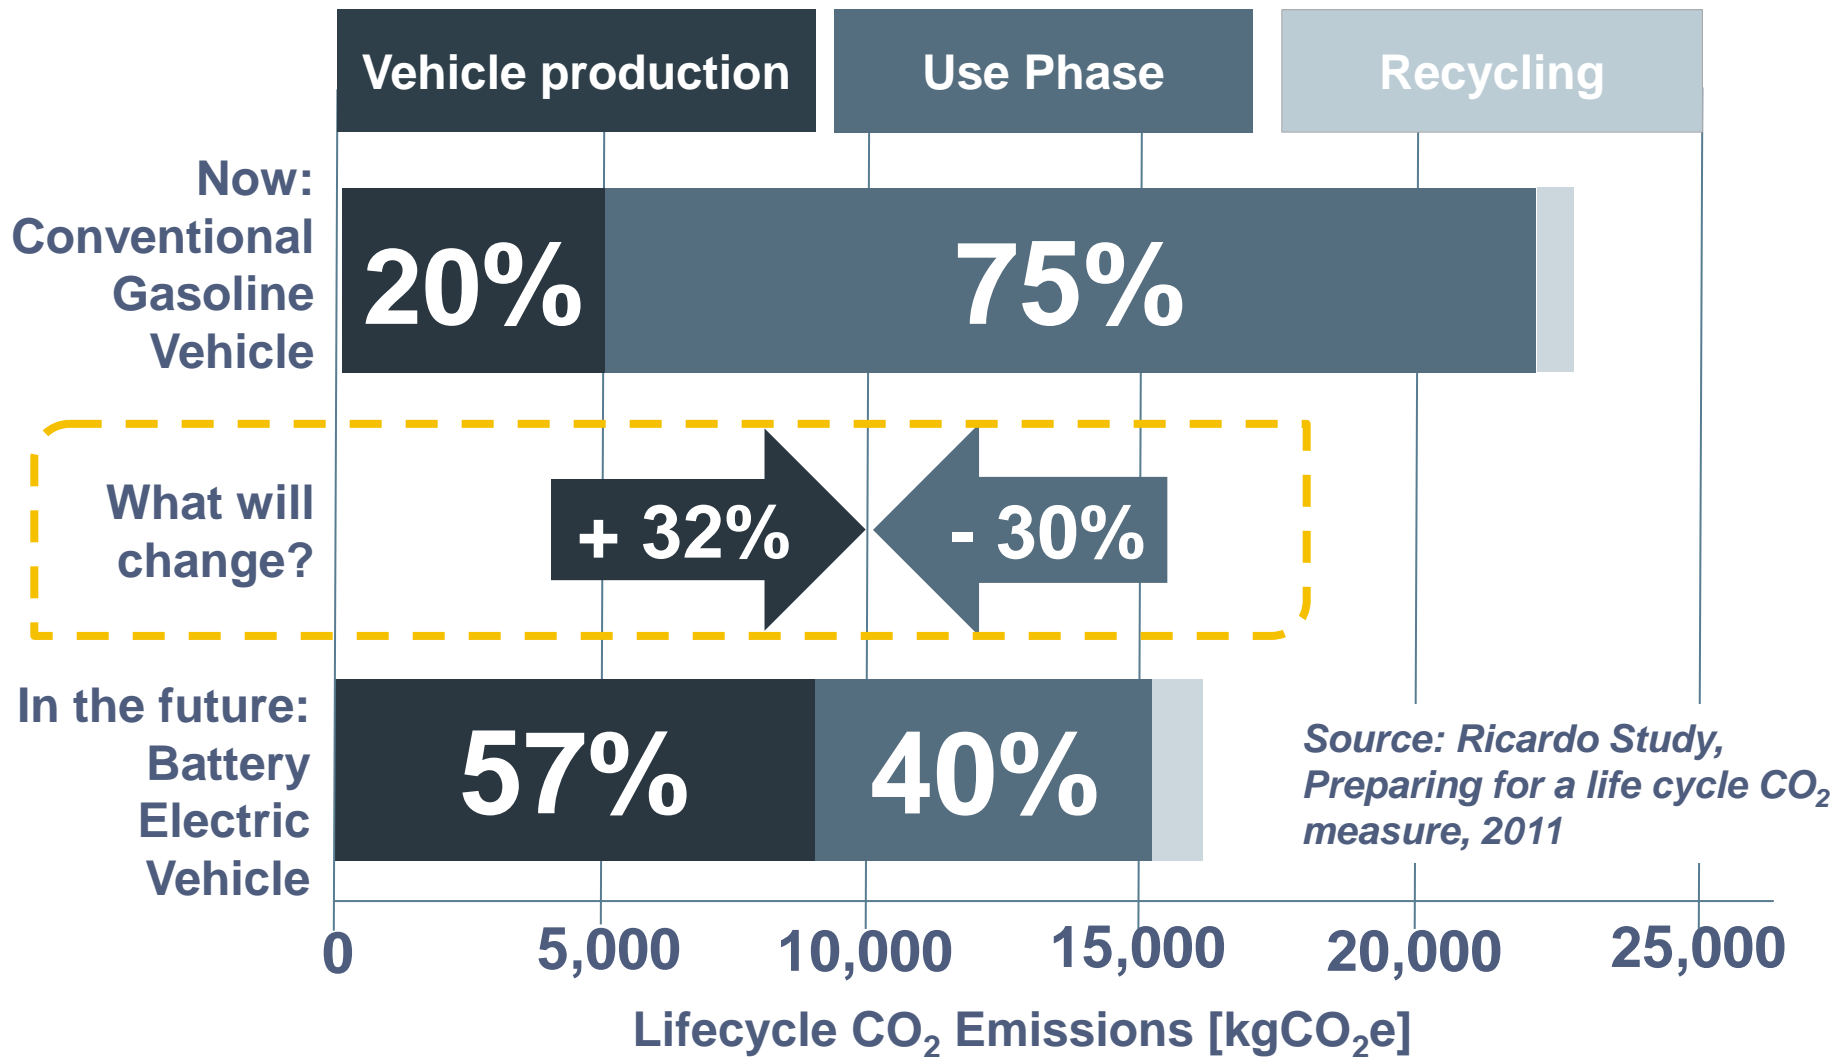 Vehicle production
Use Phase
Recycling
Now:
Conventional
Gasoline
Vehicle
20%
75%
What will
change?
+ 32%
- 30%
In the future:
Battery
Electric
Vehicle
57%
40%
Source: Ricardo Study,
Preparing for a life cycle CO₂
measure, 2011
0
5,000
10,000
15,000
20,000
25,000
Lifecycle CO₂ Emissions [kgCO₂e]